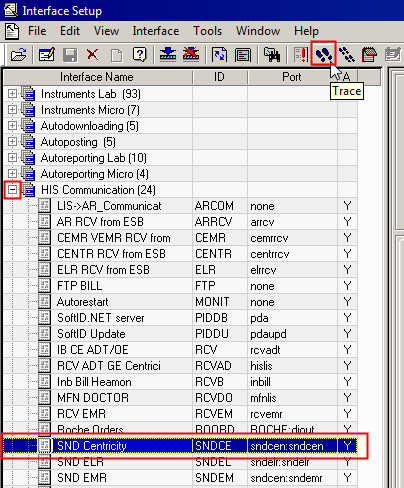 Interface Setup
File Edit View Interface Tools Window Help
Trace
Interface Name ID Port A
Instruments Lab (93)
Instruments Micro (7)
Autodownloading (5)
Autoposting (5)
Autoreporting Lab (10)
Autoreporting Micro (4)
HIS Communication (24)
LIS->AR_Communicat ARCOM none Y
AR RCV from ESB ARRCV arrcv Y
CEMR VEMR RCV from CEMR cemrrcv Y
CENTR RCV from ESB CENTR centrrcv Y
ELR RCV from ESB ELR elrrcv Y
FTP BILL FTP none Y
Autorestart MONIT none Y
SoftID.NET server PIDDB pda Y
SoftID Update PIDDU pdaupd Y
IB CE ADT/OE RCV rcvadt Y
RCV ADT GE Centrici RCVAD hislis Y
Inb Bill Heamon RCVB inbill Y
MFN DOCTOR RCVDO mfnlis Y
RCV EMR RCVEM rcvemr Y
Roche Orders ROORD ROCHE:diout Y
SND Centricity SNDCE sndcen:sndcen Y
SND ELR SNDEL sndelr:sndelr Y
SND EMR SNDEM sndcen:sndemr Y